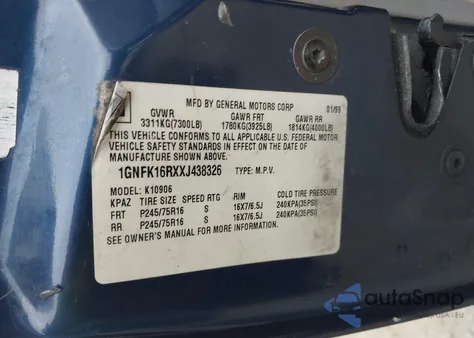 MFD BY GENERAL MOTORS CORP 01/99
GVWR GAWR FRT GAWR RR
3311KG(7300LB) 1780KG(3925LB) 1814KG(4000LB)
THIS VEHICLE CONFORMS TO ALL APPLICABLE U.S. FEDERAL MOTOR
VEHICLE SAFETY STANDARDS IN EFFECT ON THE DATE OF
MANUFACTURE SHOWN ABOVE.
1GNFK16RXXJ438326 TYPE: M.P.V.
MODEL: K10906
KPAZ TIRE SIZE SPEED RTG RIM COLD TIRE PRESSURE
FRT P245/75R16 S 16X7/6.5J 240KPA(35PSI)
RR P245/75R16 S 16X7/6.5J 240KPA(35PSI)
SEE OWNER'S MANUAL FOR MORE INFORMATION.
autoSnap